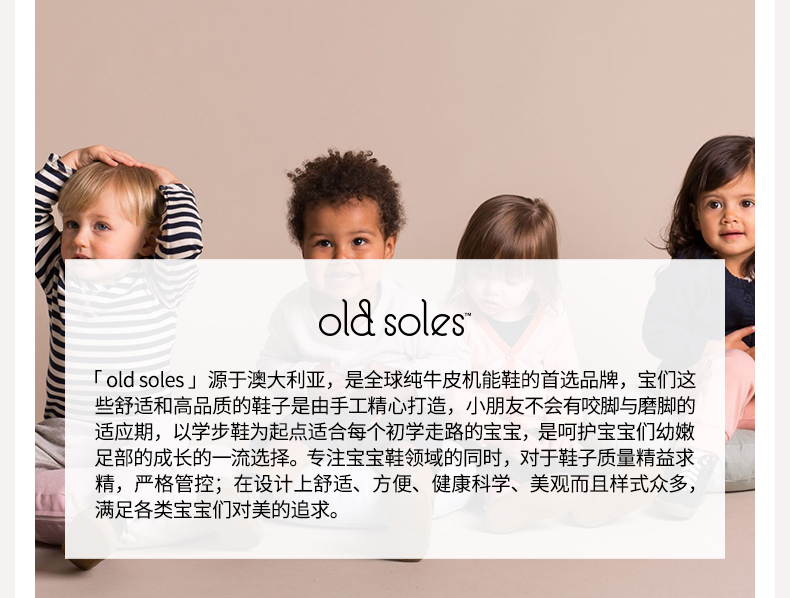 old soles™
「 old soles 」源于澳大利亚，是全球纯牛皮机能鞋的首选品牌，宝们这
些舒适和高品质的鞋子是由手工精心打造，小朋友不会有咬脚与磨脚的
适应期，以学步鞋为起点适合每个初学走路的宝宝，是呵护宝宝们幼嫩
足部的成长的一流选择。专注宝宝鞋领域的同时，对于鞋子质量精益求
精，严格管控；在设计上舒适、方便、健康科学、美观而且样式众多，
满足各类宝宝们对美的追求。